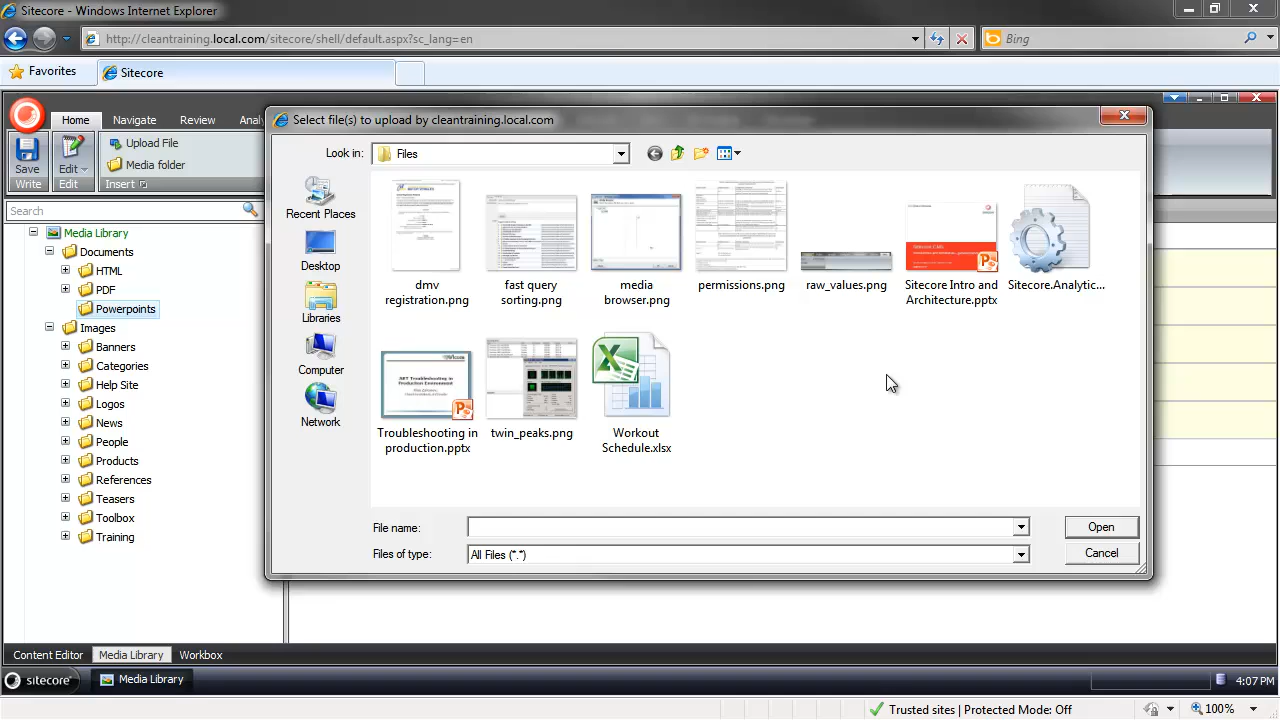 Sitecore - Windows Internet Explorer
http://cleantraining.local.com/sitecore/shell/default.aspx?sc_lang=en
Bing
Favorites
Sitecore
Home
Navigate
Review
Analy
Save
Write
Edit
Edit
Upload File
Media folder
Insert
Search
Media Library
Documents
HTML
PDF
Powerpoints
Images
Banners
Categories
Help Site
Logos
News
People
Products
References
Teasers
Toolbox
Training
Select file(s) to upload by cleantraining.local.com
Look in:
Files
Recent Places
Desktop
Libraries
Computer
Network
dmv
registration.png
fast query
sorting.png
media
browser.png
permissions.png
raw_values.png
Sitecore Intro and
Architecture.pptx
Sitecore.Analytic...
.NET Troubleshooting in
Production Environment
Troubleshooting in
production.pptx
twin_peaks.png
Workout
Schedule.xlsx
File name:
Open
Files of type:
All Files (*.*)
Cancel
Content Editor
Media Library
Workbox
sitecore
Media Library
4:07 PM
Trusted sites | Protected Mode: Off
100%